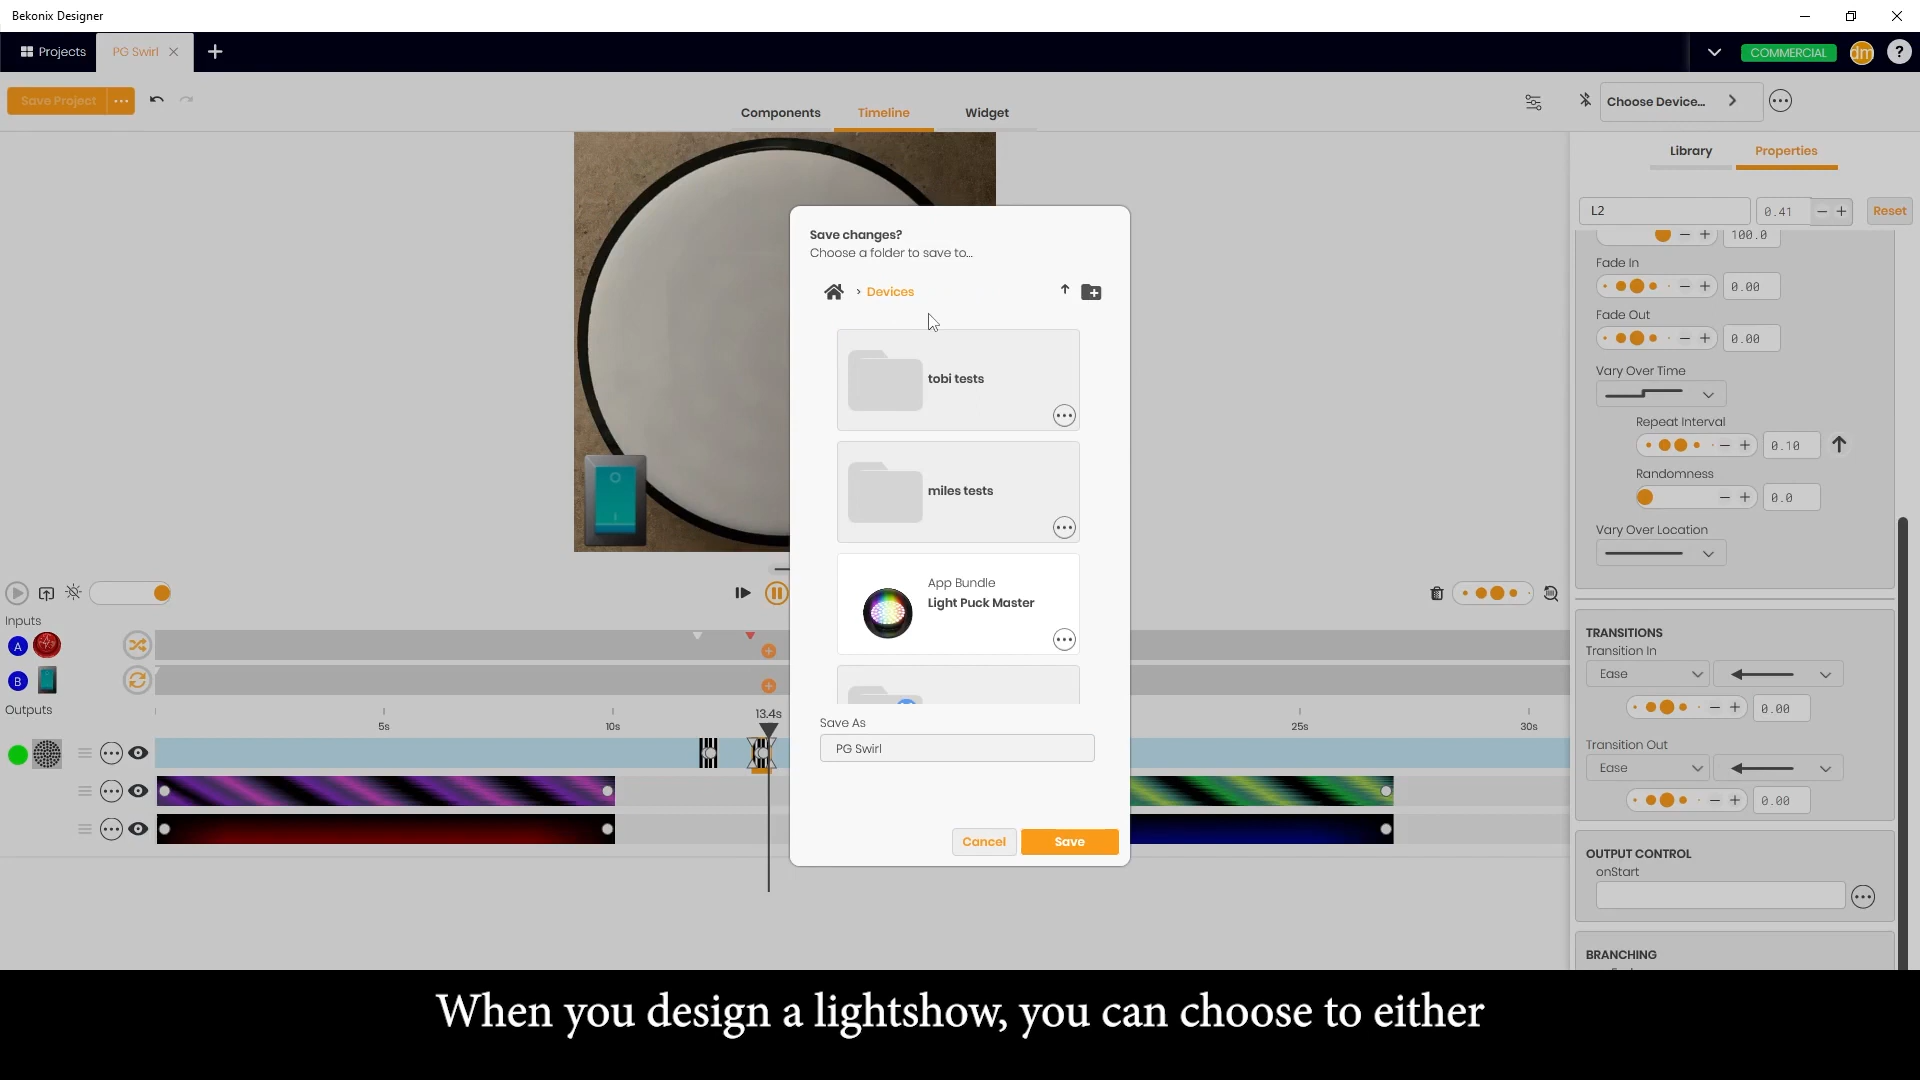 Bekonix Designer
Projects
PG Swirl
COMMERCIAL
dm
?
Save Project
Components
Timeline
Widget
Choose Device...
Library
Properties
L2
0.41
Reset
100.0
Fade In
0.00
Fade Out
0.00
Vary Over Time
Repeat Interval
0.10
Randomness
0.0
Vary Over Location
Save changes?
Choose a folder to save to...
> Devices
tobi tests
miles tests
App Bundle
Light Puck Master
Save As
PG Swirl
Cancel
Save
Inputs
A
B
Outputs
5s
10s
13.4s
25s
30s
TRANSITIONS
Transition In
Ease
0.00
Transition Out
Ease
0.00
OUTPUT CONTROL
onStart
BRANCHING
When you design a lightshow, you can choose to either